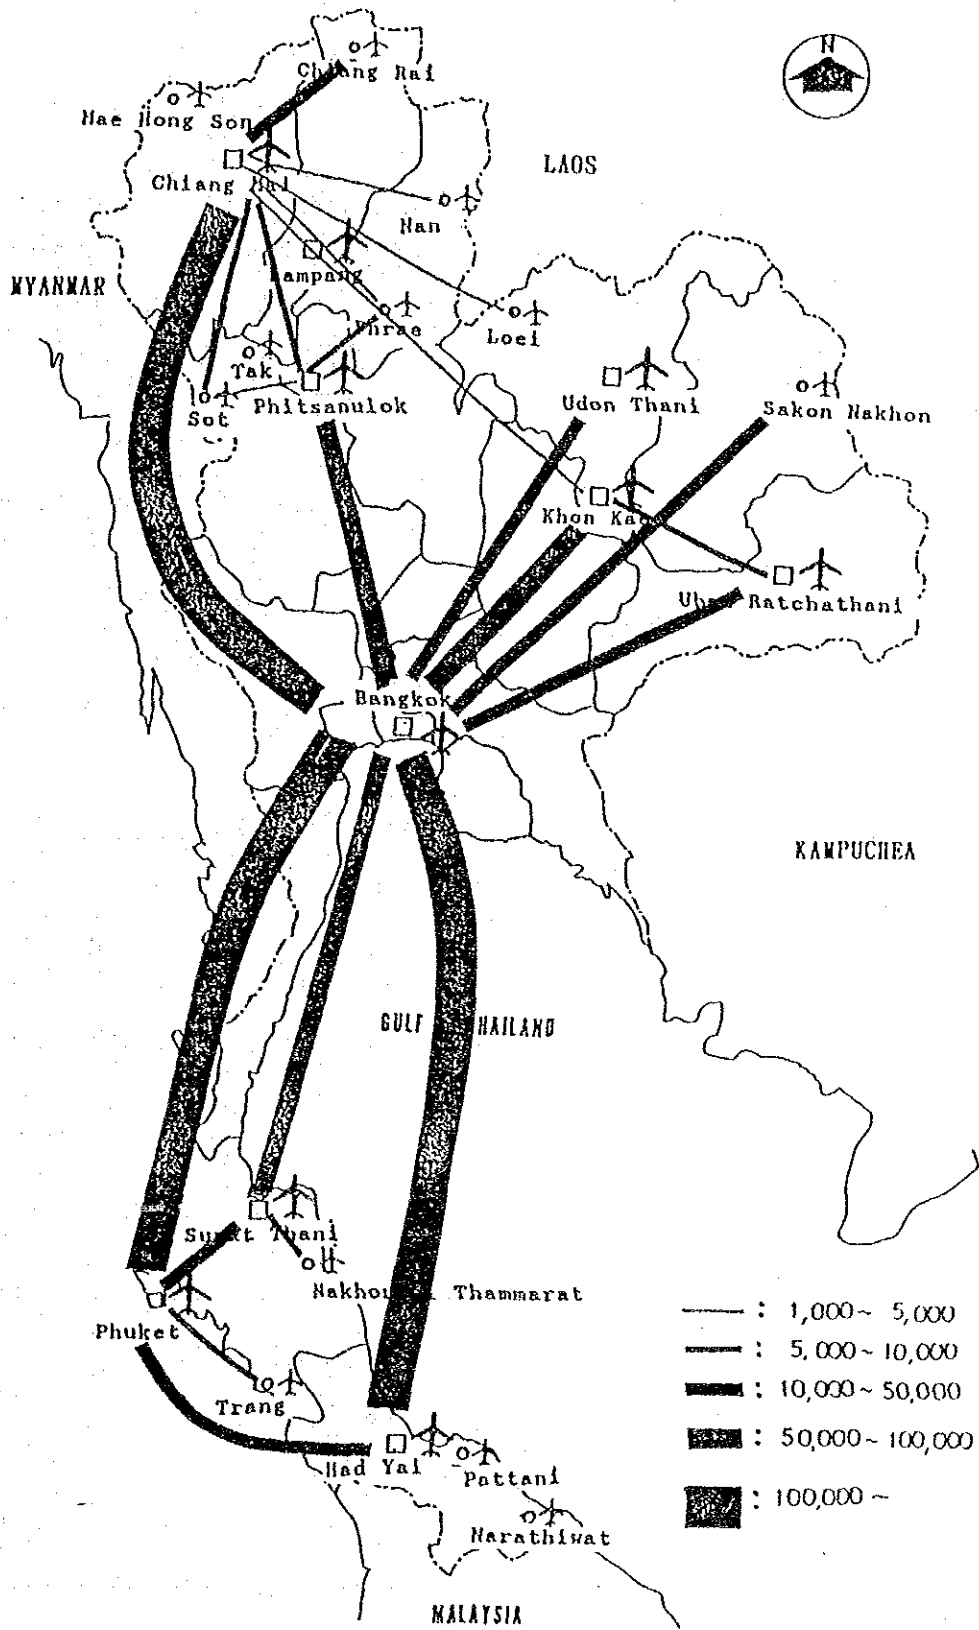 N
Chiang Rai
Mae Hong Son
LAOS
Chiang Mai
Nan
MYANMAR
Lampang
Phrae
Loei
Tak
Sot
Phitsanulok
Udon Thani
Sakon Nakhon
Khon Kae
Ubon Ratchathani
Bangkok
KAMPUCHEA
GULF HAILAND
Surat Thani
Nakhon Thammarat
Phuket
Trang
Had Yai
Pattani
Narathiwat
MALAYSIA
: 1,000~ 5,000
: 5,000~10,000
: 10,000~50,000
: 50,000~100,000
: 100,000~